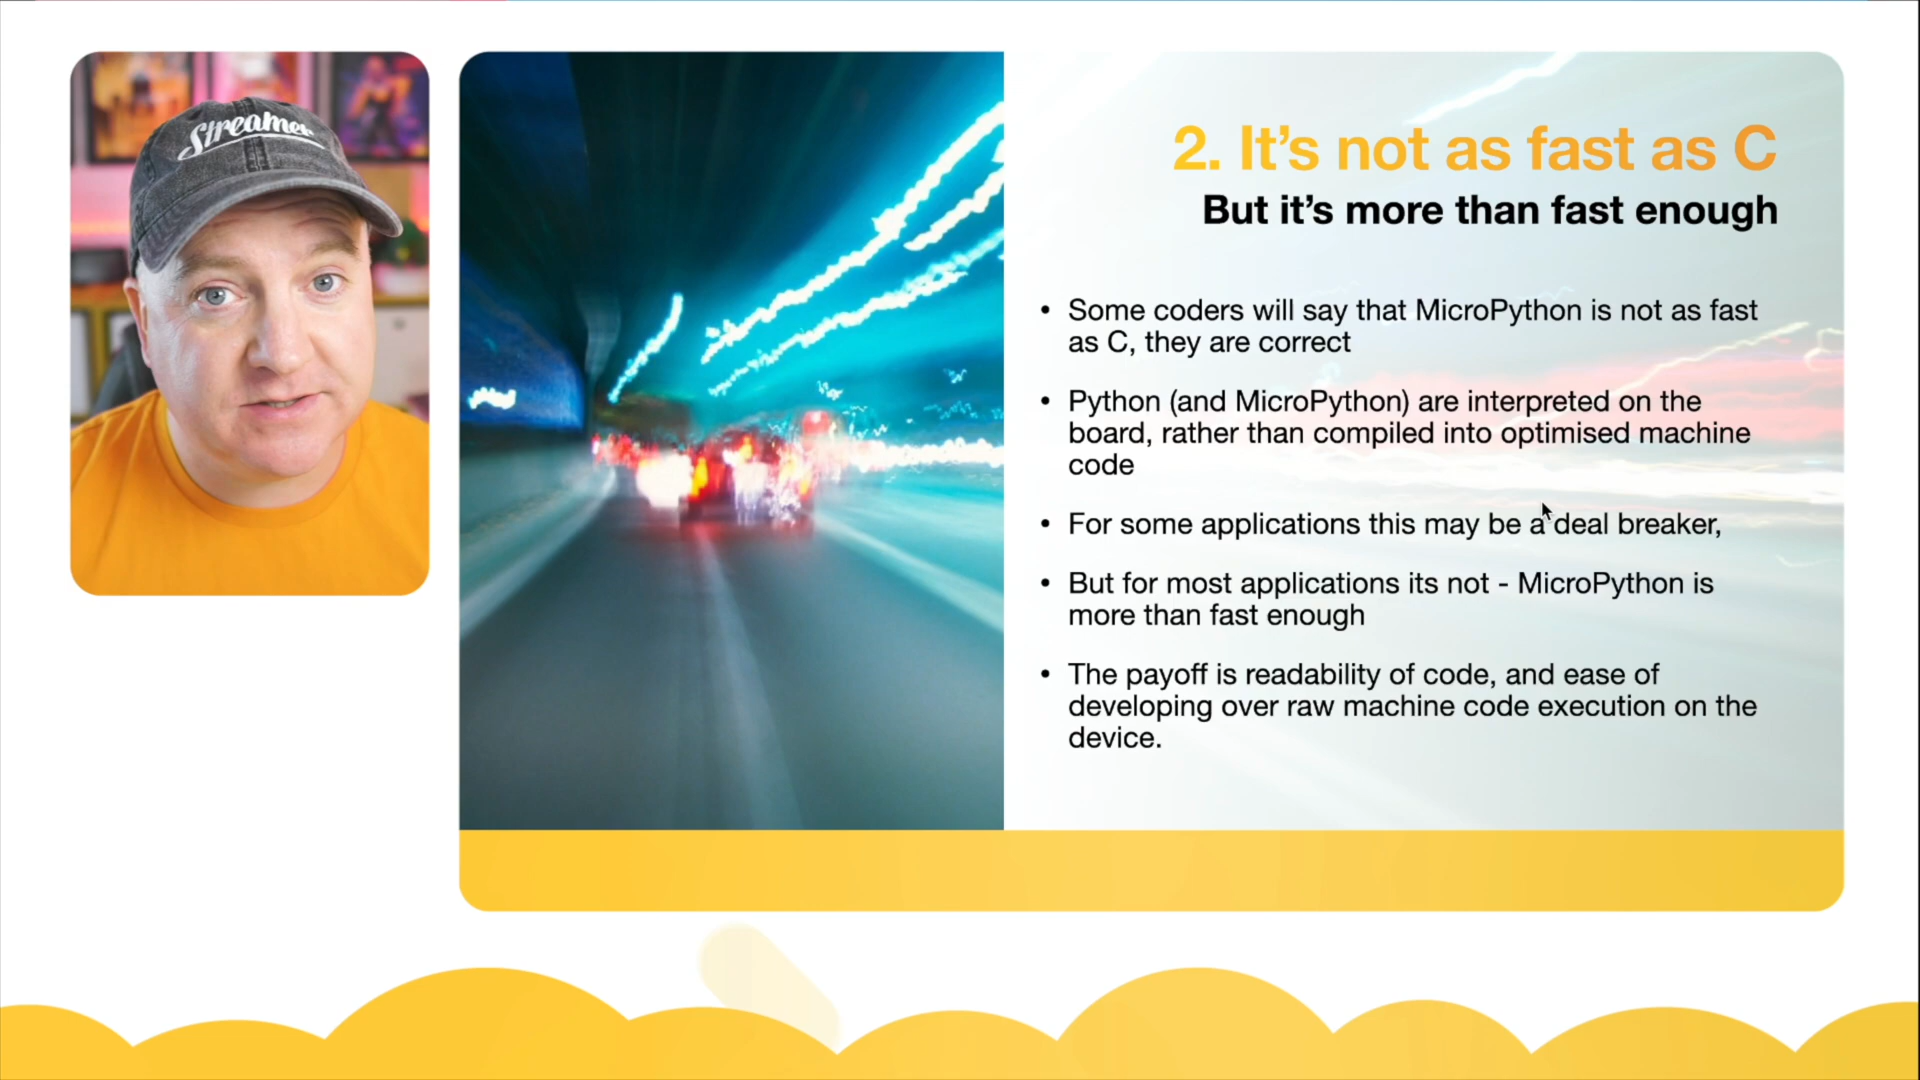 Streamer
2. It's not as fast as C
But it's more than fast enough
• Some coders will say that MicroPython is not as fast
as C, they are correct
• Python (and MicroPython) are interpreted on the
board, rather than compiled into optimised machine
code
• For some applications this may be a deal breaker,
• But for most applications its not - MicroPython is
more than fast enough
• The payoff is readability of code, and ease of
developing over raw machine code execution on the
device.